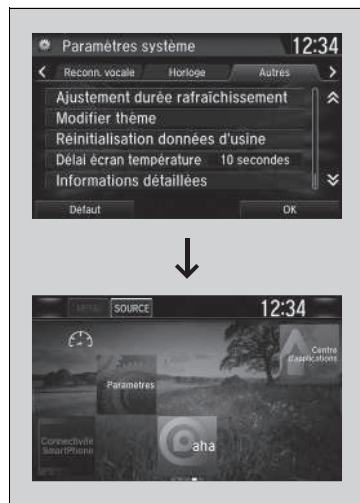 Paramètres système 12:34
Reconn. vocale Horloge Autres
Ajustement durée rafraîchissement
Modifier thème
Réinitialisation données d'usine
Délai écran température 10 secondes
Informations détaillées
Défaut OK
MENU SOURCE 12:34
Centre
d'applications
Paramètres
Connectivité
SmartPhone
aha